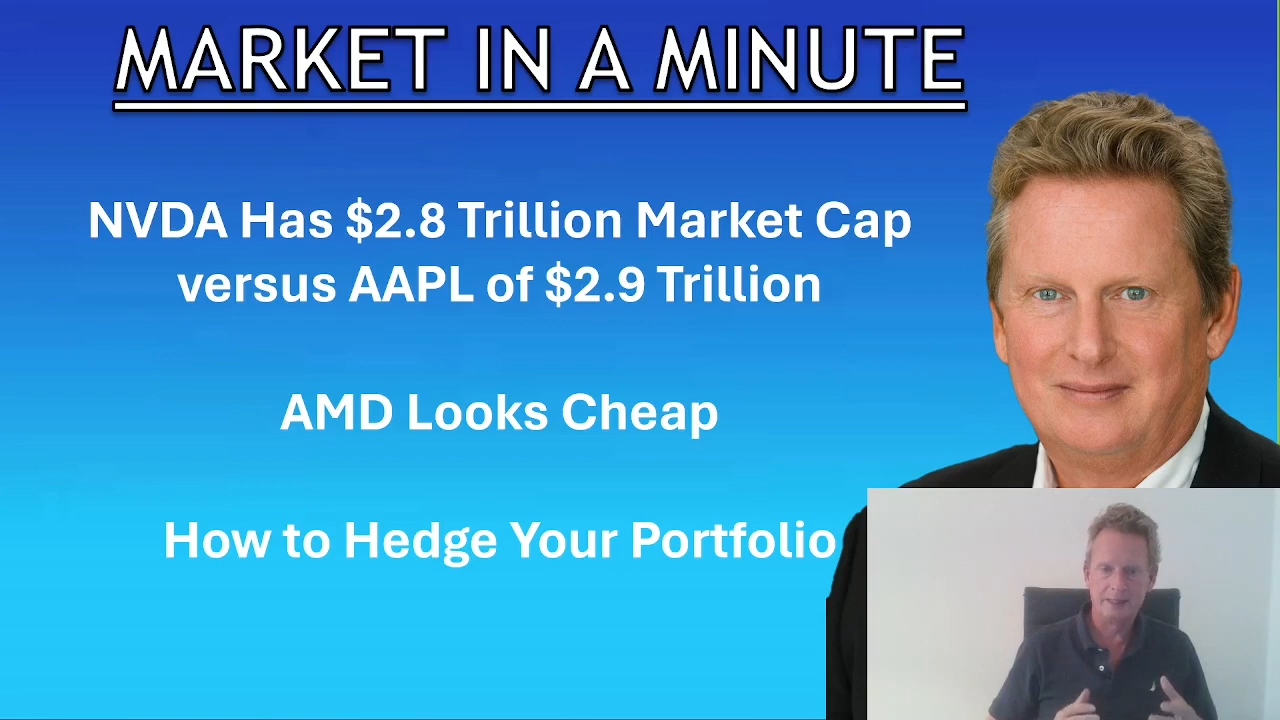 MARKET IN A MINUTE
NVDA Has $2.8 Trillion Market Cap
versus AAPL of $2.9 Trillion
AMD Looks Cheap
How to Hedge Your Portfolio